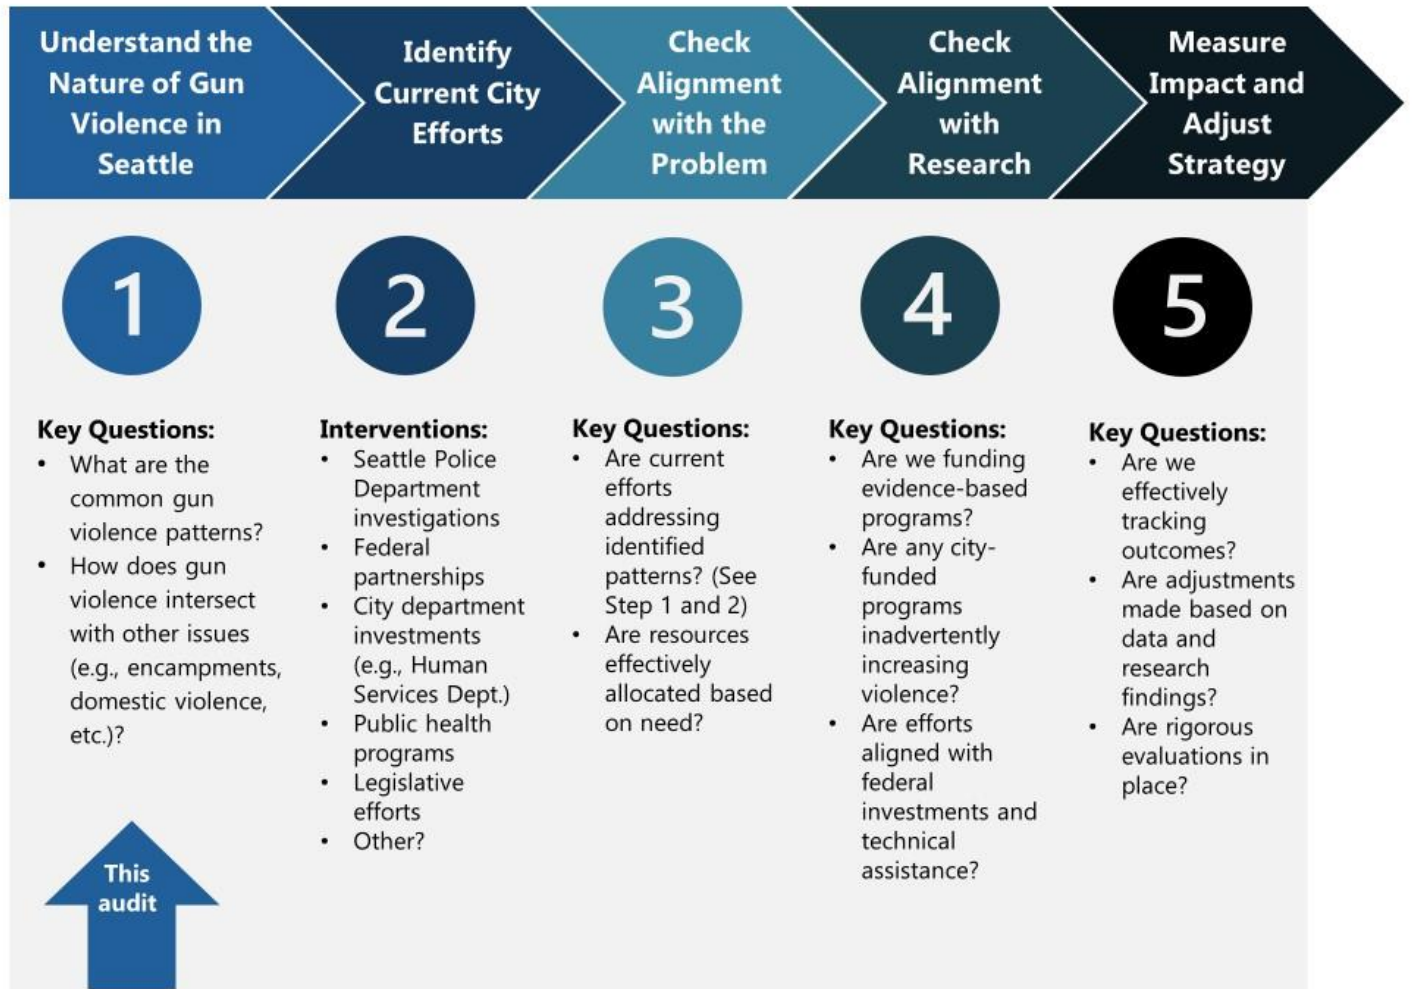 Understand the
Nature of Gun
Violence in
Seattle
Identify
Current City
Efforts
Check
Alignment
with the
Problem
Check
Alignment
with
Research
Measure
Impact and
Adjust
Strategy
1
2
3
4
5
Key Questions:
• What are the
common gun
violence patterns?
• How does gun
violence intersect
with other issues
(e.g., encampments,
domestic violence,
etc.)?
Interventions:
• Seattle Police
Department
investigations
• Federal
partnerships
• City department
investments
(e.g., Human
Services Dept.)
• Public health
programs
• Legislative
efforts
• Other?
Key Questions:
• Are current
efforts
addressing
identified
patterns? (See
Step 1 and 2)
• Are resources
effectively
allocated based
on need?
Key Questions:
• Are we funding
evidence-based
programs?
• Are any city-
funded
programs
inadvertently
increasing
violence?
• Are efforts
aligned with
federal
investments and
technical
assistance?
Key Questions:
• Are we
effectively
tracking
outcomes?
• Are adjustments
made based on
data and
research
findings?
• Are rigorous
evaluations in
place?
This
audit